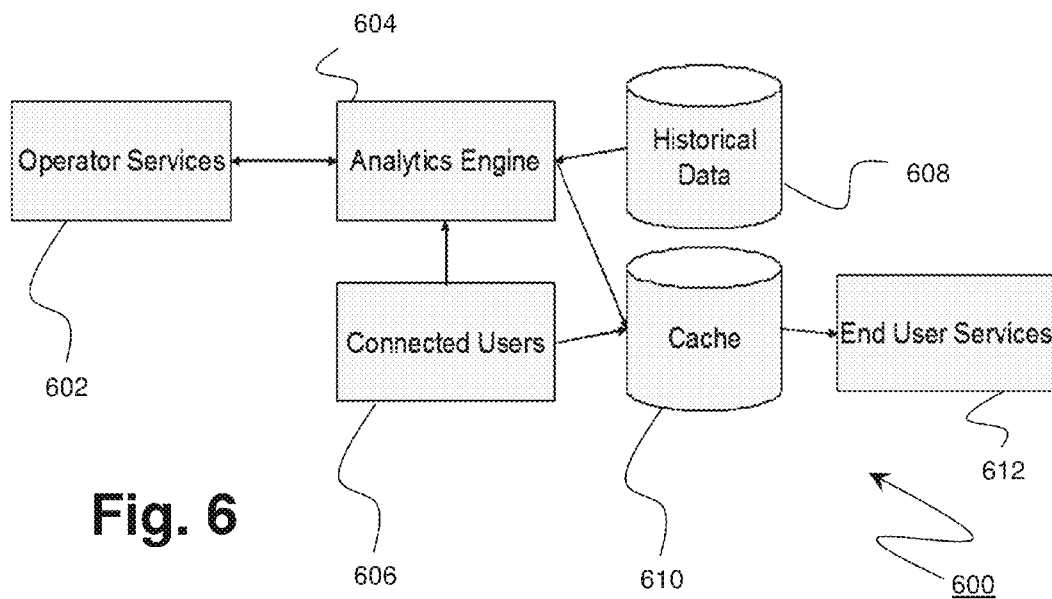 604
Operator Services
Analytics Engine
Historical
Data
608
Connected Users
Cache
End User Services
602
612
Fig. 6
606
610
600